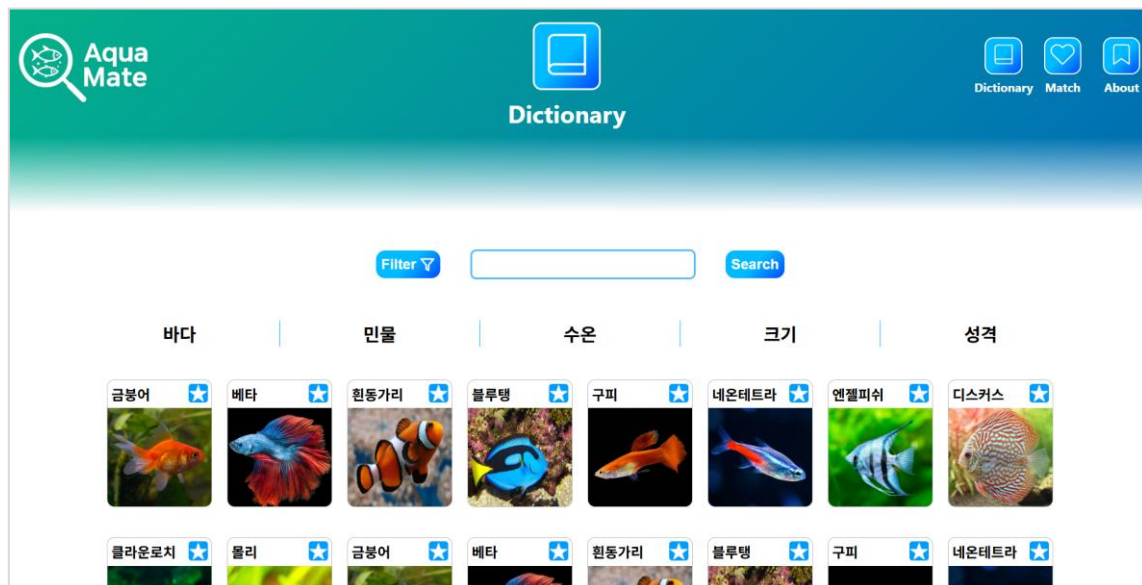 Aqua
Mate
Dictionary
Dictionary Match About
Filter
Search
바다 민물 수온 크기 성격
금붕어 베타 흰동가리 블루탱 구피 네온테트라 엔젤피쉬 디스커스
클라운로치 몰리 금붕어 베타 흰동가리 블루탱 구피 네온테트라